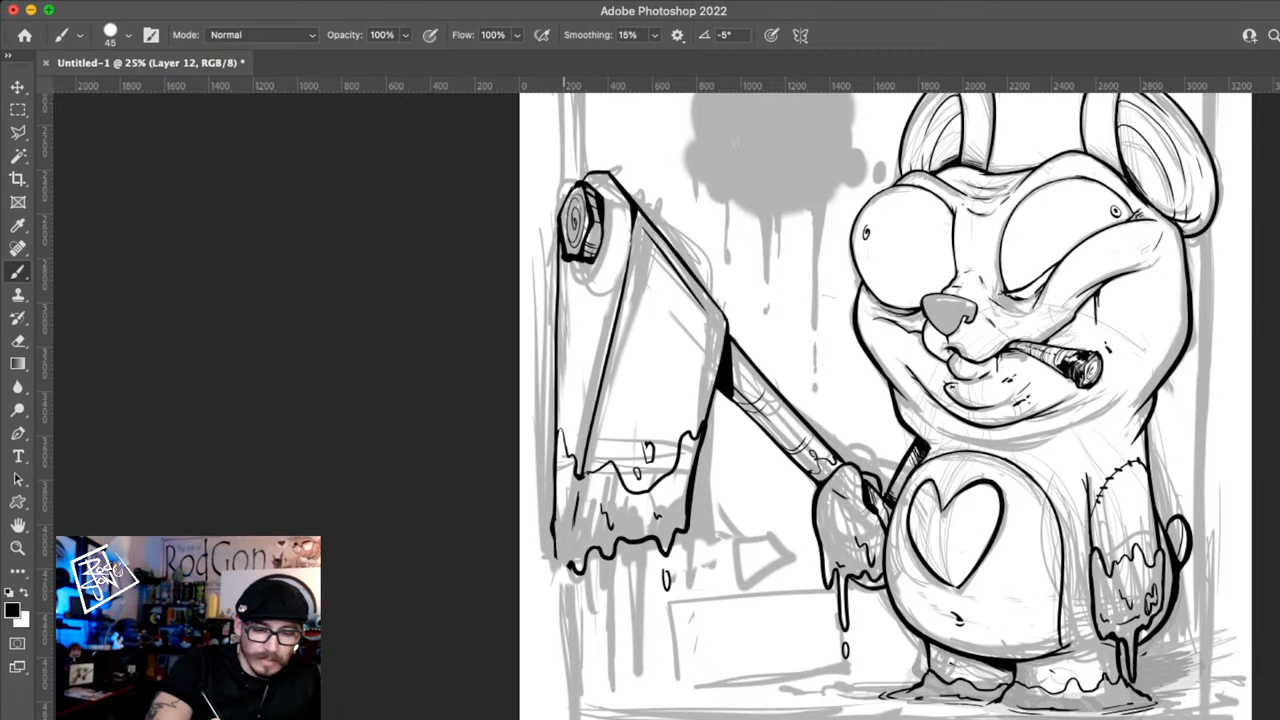 Adobe Photoshop 2022
45 Mode: Normal Opacity: 100% Flow: 100% Smoothing: 15% -5°
Untitled-1 @ 25% (Layer 12, RGB/8) *
2000 1800 1600 1400 1200 1000 800 600 400 200 0 200 400 600 800 1000 1200 1400 1600 1800 2000 2200 2400 2600 2800 3000 3200
RodGon
Rod
Gon